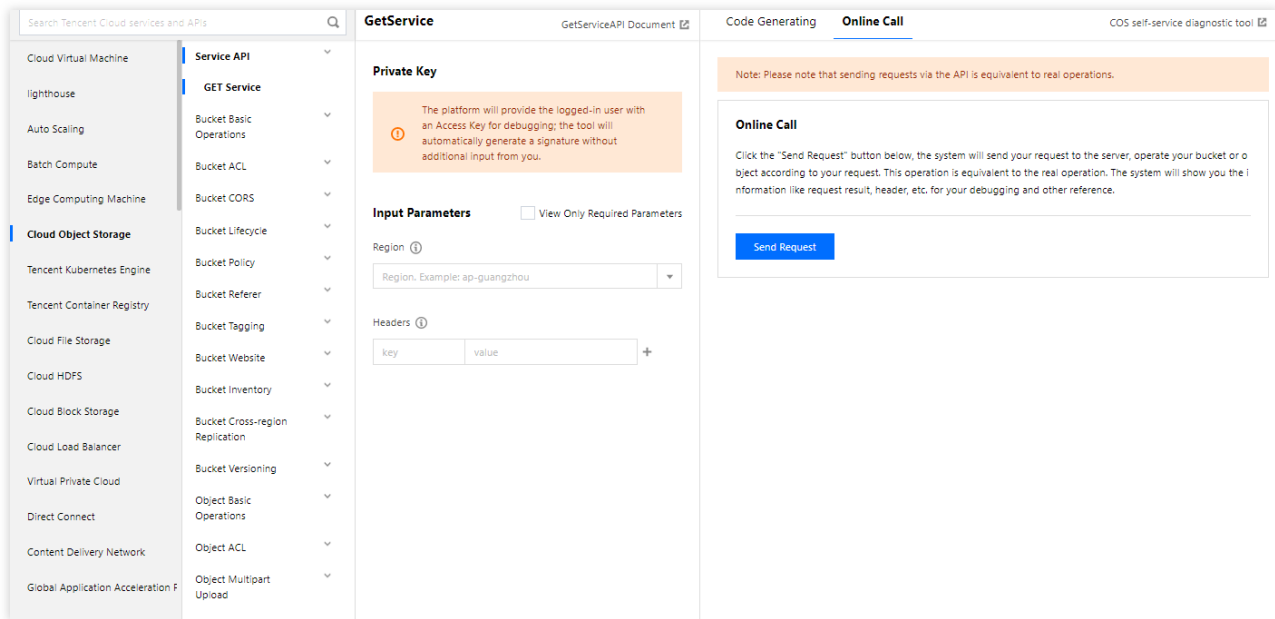 Search Tencent Cloud services and APIs
Cloud Virtual Machine
lighthouse
Auto Scaling
Batch Compute
Edge Computing Machine
Cloud Object Storage
Tencent Kubernetes Engine
Tencent Container Registry
Cloud File Storage
Cloud HDFS
Cloud Block Storage
Cloud Load Balancer
Virtual Private Cloud
Direct Connect
Content Delivery Network
Global Application Acceleration P
Service API
GET Service
Bucket Basic
Operations
Bucket ACL
Bucket CORS
Bucket Lifecycle
Bucket Policy
Bucket Referer
Bucket Tagging
Bucket Website
Bucket Inventory
Bucket Cross-region
Replication
Bucket Versioning
Object Basic
Operations
Object ACL
Object Multipart
Upload
GetService
GetServiceAPI Document
Private Key
The platform will provide the logged-in user with
an Access Key for debugging; the tool will
automatically generate a signature without
additional input from you.
Input Parameters
View Only Required Parameters
Region
Region. Example: ap-guangzhou
Headers
key
value
Code Generating
Online Call
COS self-service diagnostic tool
Note: Please note that sending requests via the API is equivalent to real operations.
Online Call
Click the "Send Request" button below, the system will send your request to the server, operate your bucket or o
bject according to your request. This operation is equivalent to the real operation. The system will show you the i
nformation like request result, header, etc. for your debugging and other reference.
Send Request